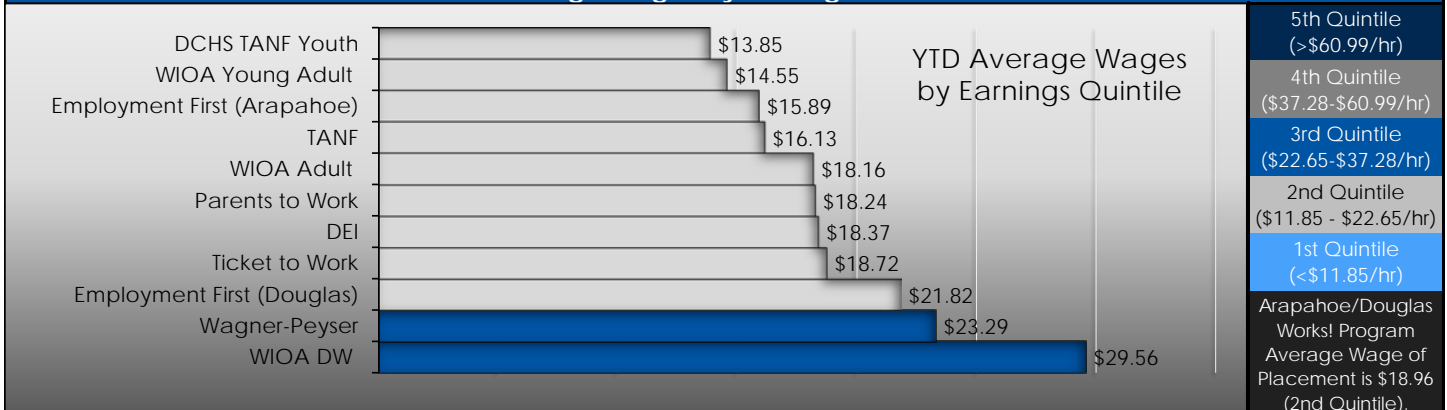 YTD Average Wages
by Earnings Quintile
DCHS TANF Youth
$13.85
WIOA Young Adult
$14.55
Employment First (Arapahoe)
$15.89
TANF
$16.13
WIOA Adult
$18.16
Parents to Work
$18.24
DEI
$18.37
Ticket to Work
$18.72
Employment First (Douglas)
$21.82
Wagner-Peyser
$23.29
WIOA DW
$29.56
5th Quintile
(>$60.99/hr)
4th Quintile
($37.28-$60.99/hr)
3rd Quintile
($22.65-$37.28/hr)
2nd Quintile
($11.85 - $22.65/hr)
1st Quintile
(<$11.85/hr)
Arapahoe/Douglas
Works! Program
Average Wage of
Placement is $18.96
(2nd Quintile).